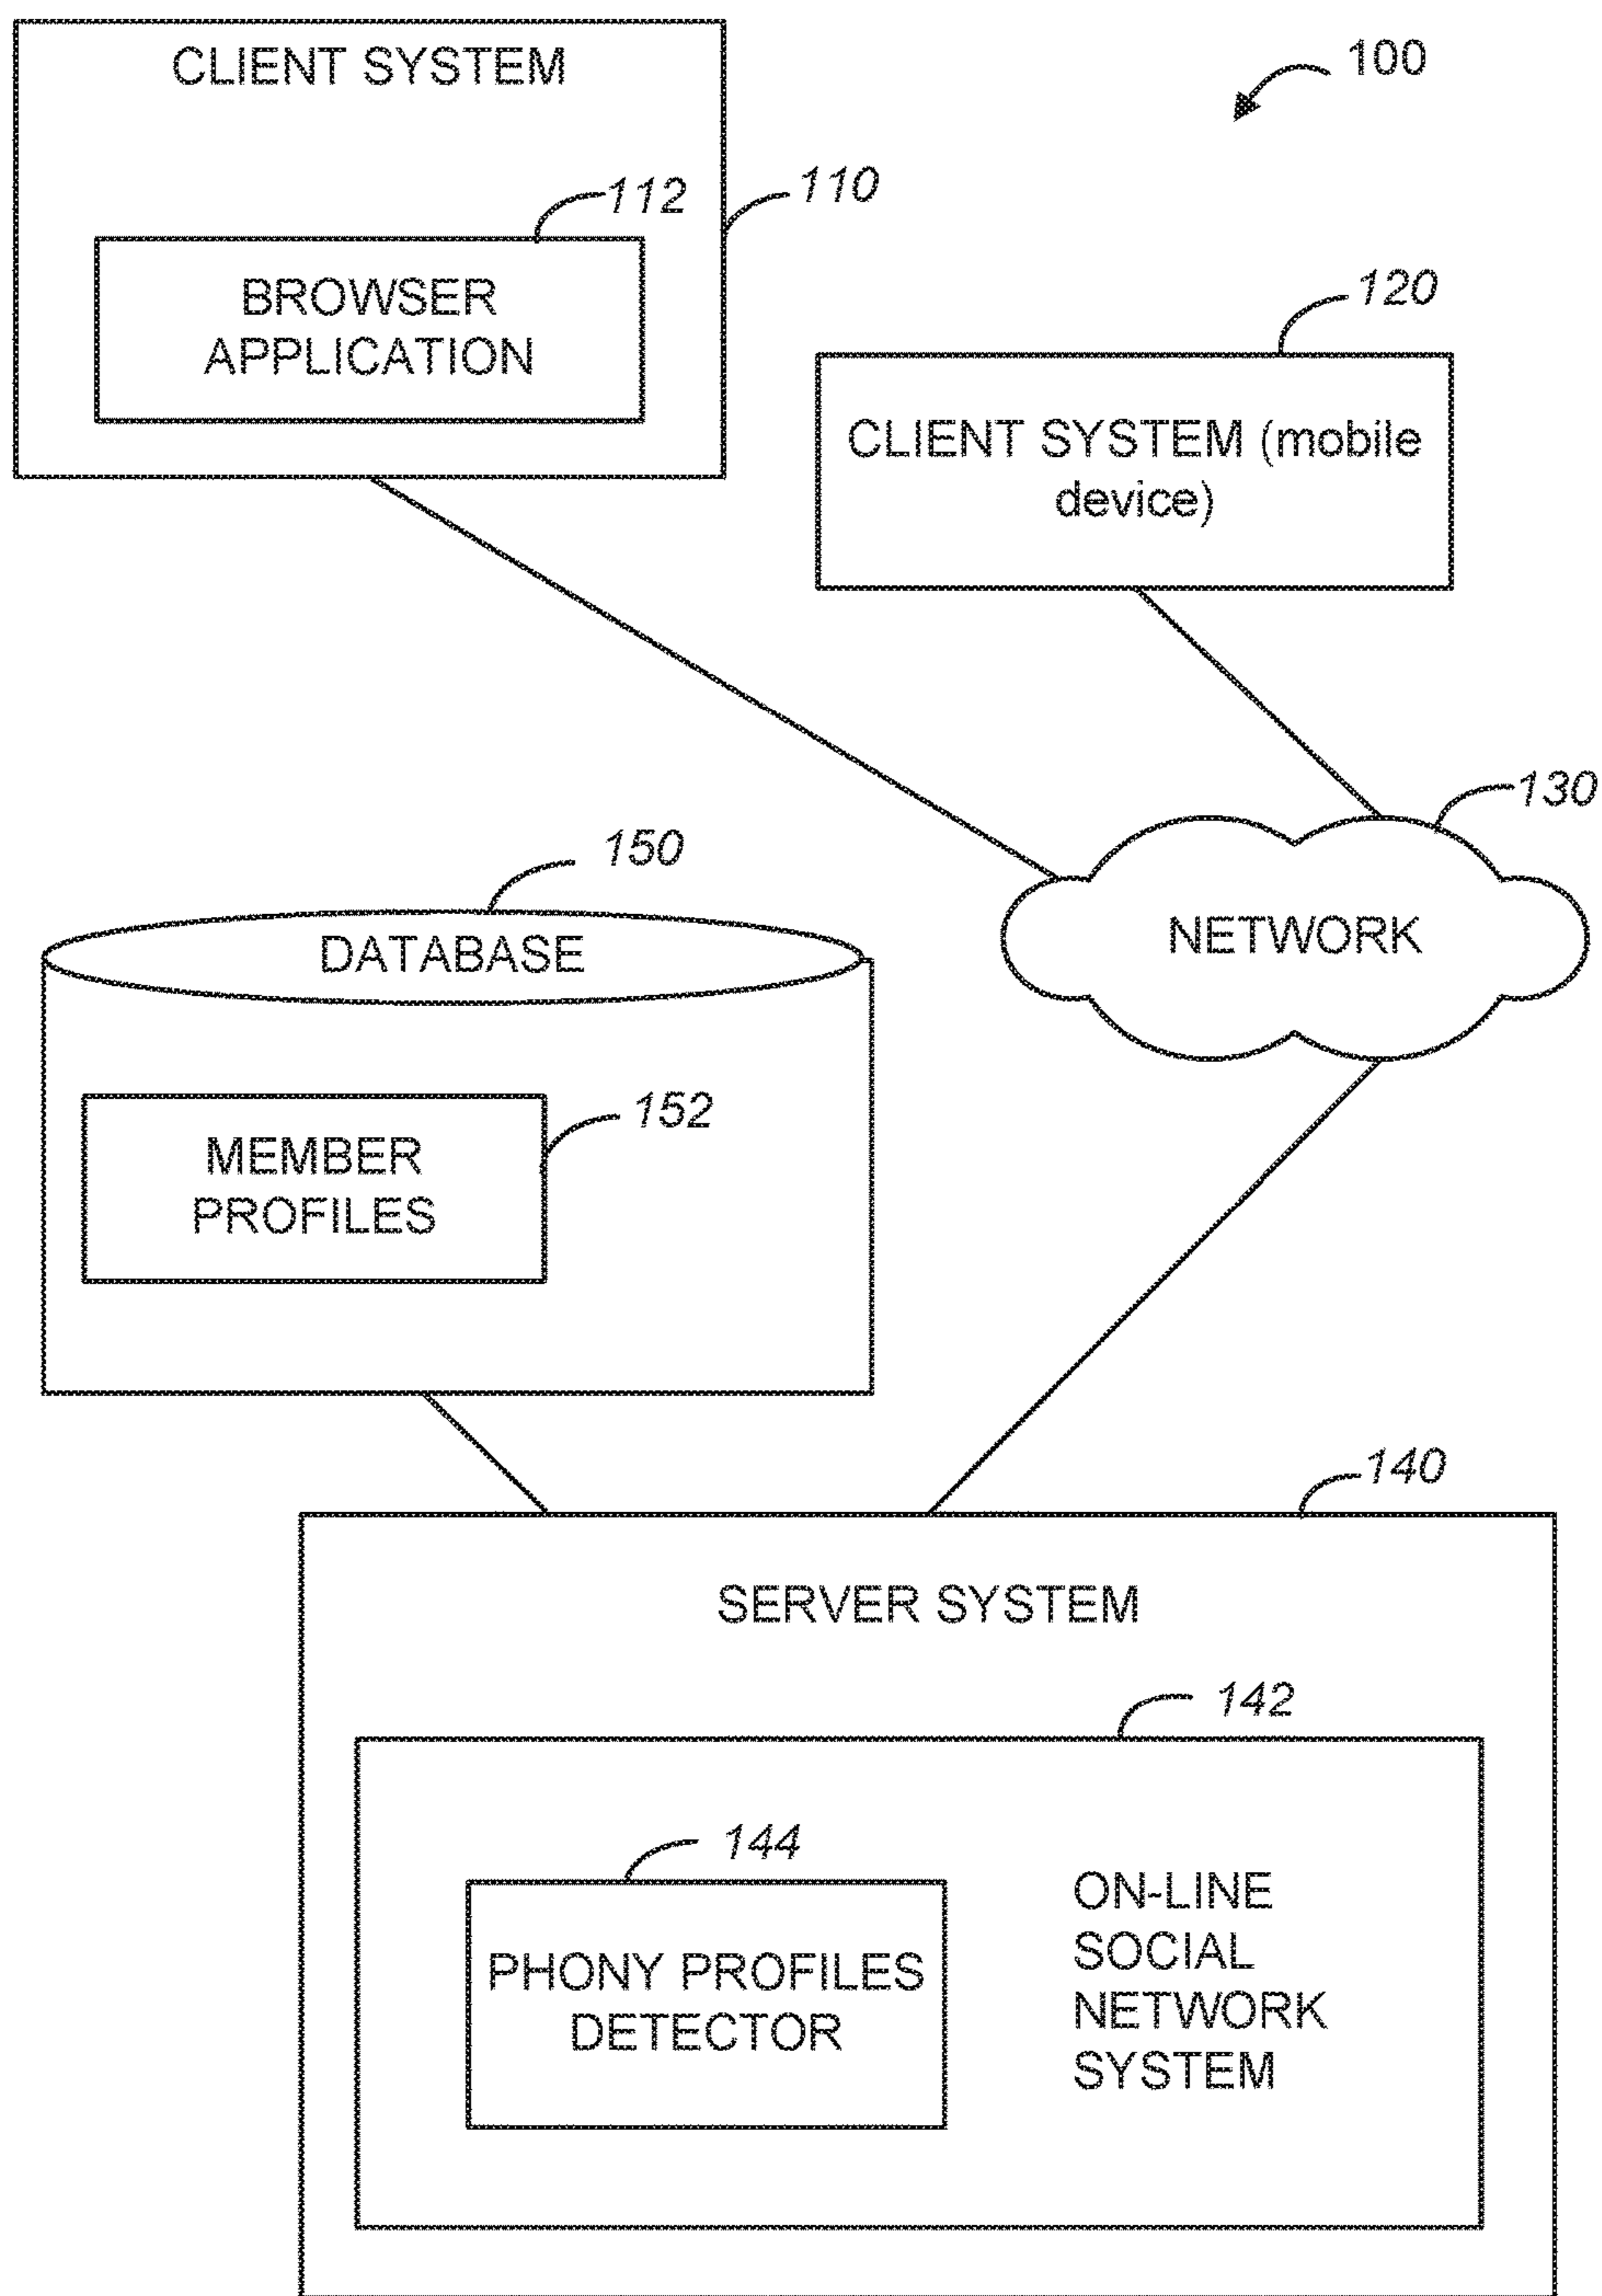 CLIENT SYSTEM
100
110
112
BROWSER
APPLICATION
120
CLIENT SYSTEM (mobile
device)
130
NETWORK
150
DATABASE
152
MEMBER
PROFILES
140
SERVER SYSTEM
142
144
PHONY PROFILES
DETECTOR
ON-LINE
SOCIAL
NETWORK
SYSTEM